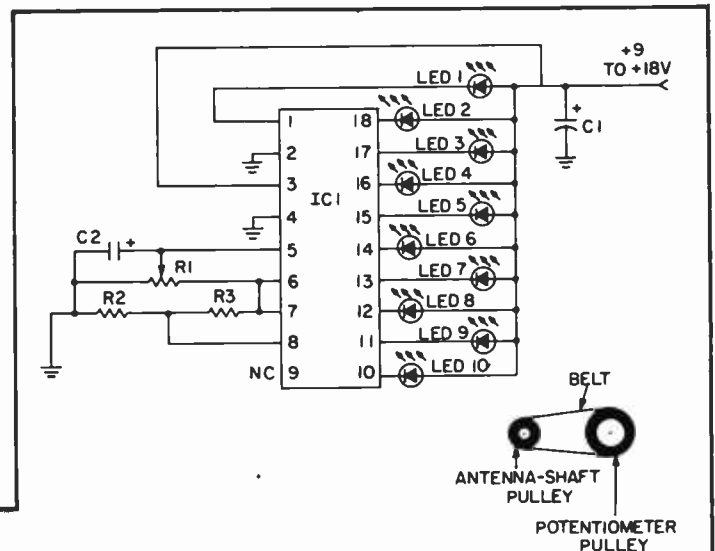 +9
TO +18V
LED 1
+
C1
1
18
LED 2
2
17
LED 3
3
16
LED 4
IC1
4
15
LED 5
C2
+
5
14
LED 6
R1
6
13
LED 7
R2
R3
7
12
LED 8
8
11
LED 9
NC 9
10
LED 10
BELT
ANTENNA-SHAFT
PULLEY
POTENTIOMETER
PULLEY